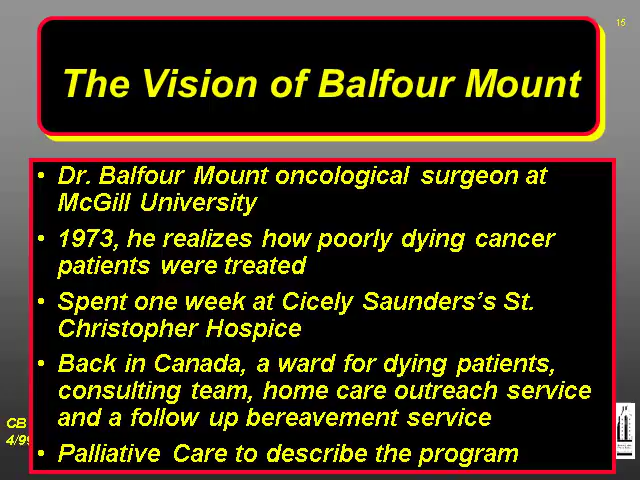 15
The Vision of Balfour Mount
• Dr. Balfour Mount oncological surgeon at
McGill University
• 1973, he realizes how poorly dying cancer
patients were treated
• Spent one week at Cicely Saunders’s St.
Christopher Hospice
• Back in Canada, a ward for dying patients,
consulting team, home care outreach service
and a follow up bereavement service
• Palliative Care to describe the program
CB
4/99